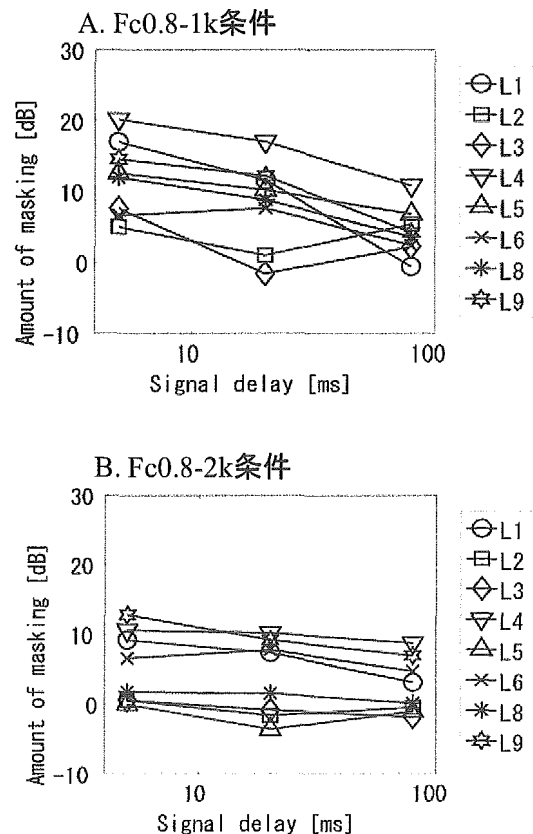 A. Fc0.8-1k条件
30
20
10
0
-10
Amount of masking [dB]
10
100
Signal delay [ms]
L1
L2
L3
L4
L5
L6
L8
L9
B. Fc0.8-2k条件
30
20
10
0
-10
Amount of masking [dB]
10
100
Signal delay [ms]
L1
L2
L3
L4
L5
L6
L8
L9